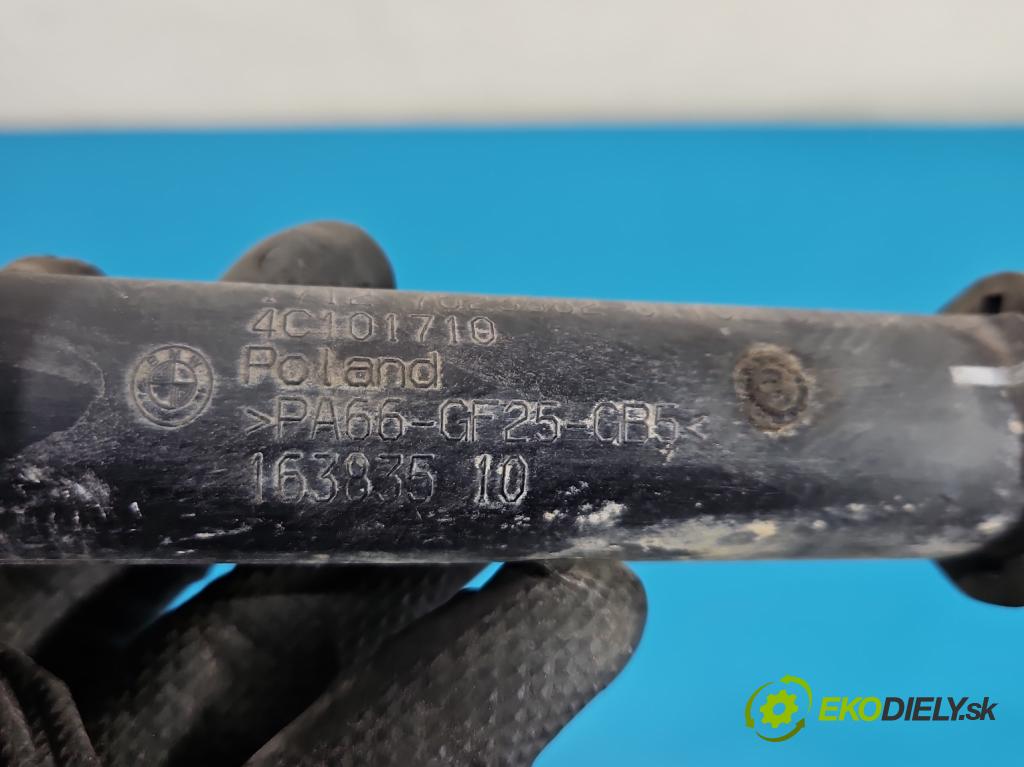 4C101710
Poland
>PA66-GF25-GB5<
163835 10
EKODIELY.sk